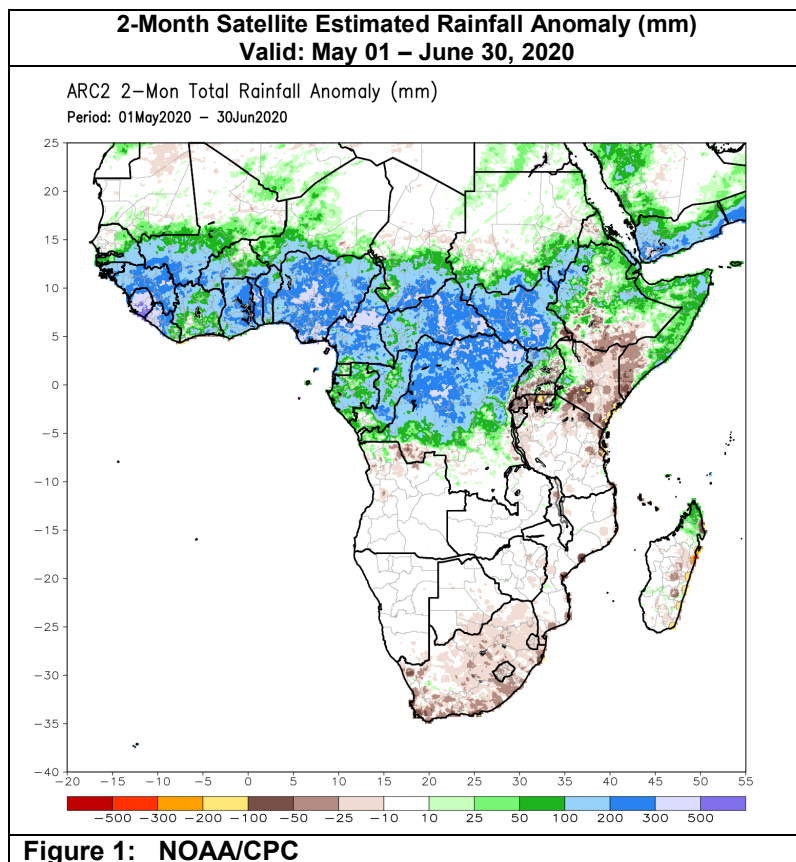 2-Month Satellite Estimated Rainfall Anomaly (mm)
Valid: May 01 – June 30, 2020
ARC2 2-Mon Total Rainfall Anomaly (mm)
Period: 01May2020 – 30Jun2020
25
20
15
10
5
0
−5
−10
−15
−20
−25
−30
−35
−40
−20 −15 −10 −5 0 5 10 15 20 25 30 35 40 45 50 55
−500 −300 −200 −100 −50 −25 −10 10 25 50 100 200 300 500
Figure 1: NOAA/CPC